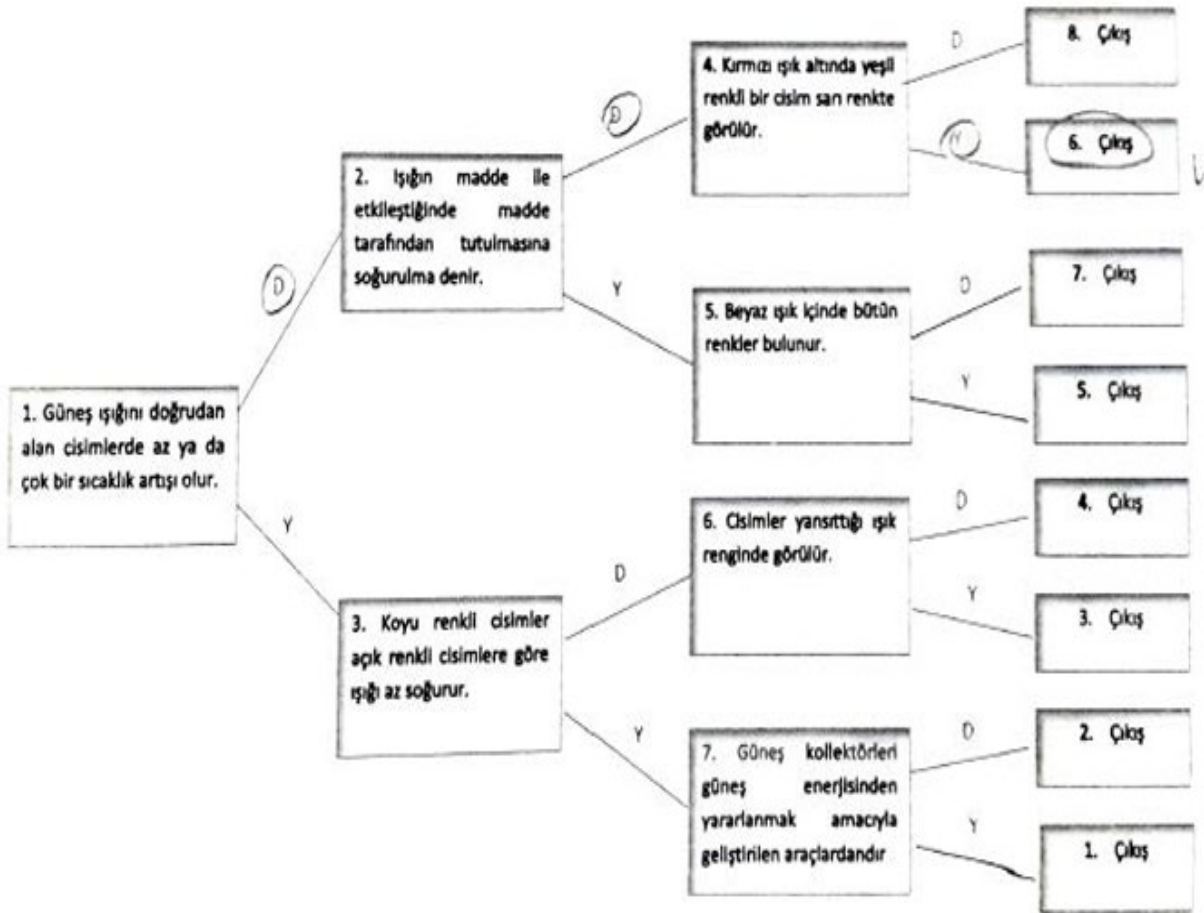 1. Güneş ışığını doğrudan
alan cisimlerde az ya da
çok bir sıcaklık artışı olur.
D
Y
2. Işığın madde ile
etkileştiğinde madde
tarafından tutulmasına
soğurulma denir.
D
Y
3. Koyu renkli cisimler
açık renkli cisimlere göre
ışığı az soğurur.
D
Y
4. Kırmızı ışık altında yeşil
renkli bir cisim sarı renkte
görülür.
D
Y
5. Beyaz ışık içinde bütün
renkler bulunur.
D
Y
6. Cisimler yansıttığı ışık
renginde görülür.
D
Y
7. Güneş kollektörleri
güneş enerjisinden
yararlanmak amacıyla
geliştirilen araçlardandır
D
Y
8. Çıkış
6. Çıkış
7. Çıkış
5. Çıkış
4. Çıkış
3. Çıkış
2. Çıkış
1. Çıkış